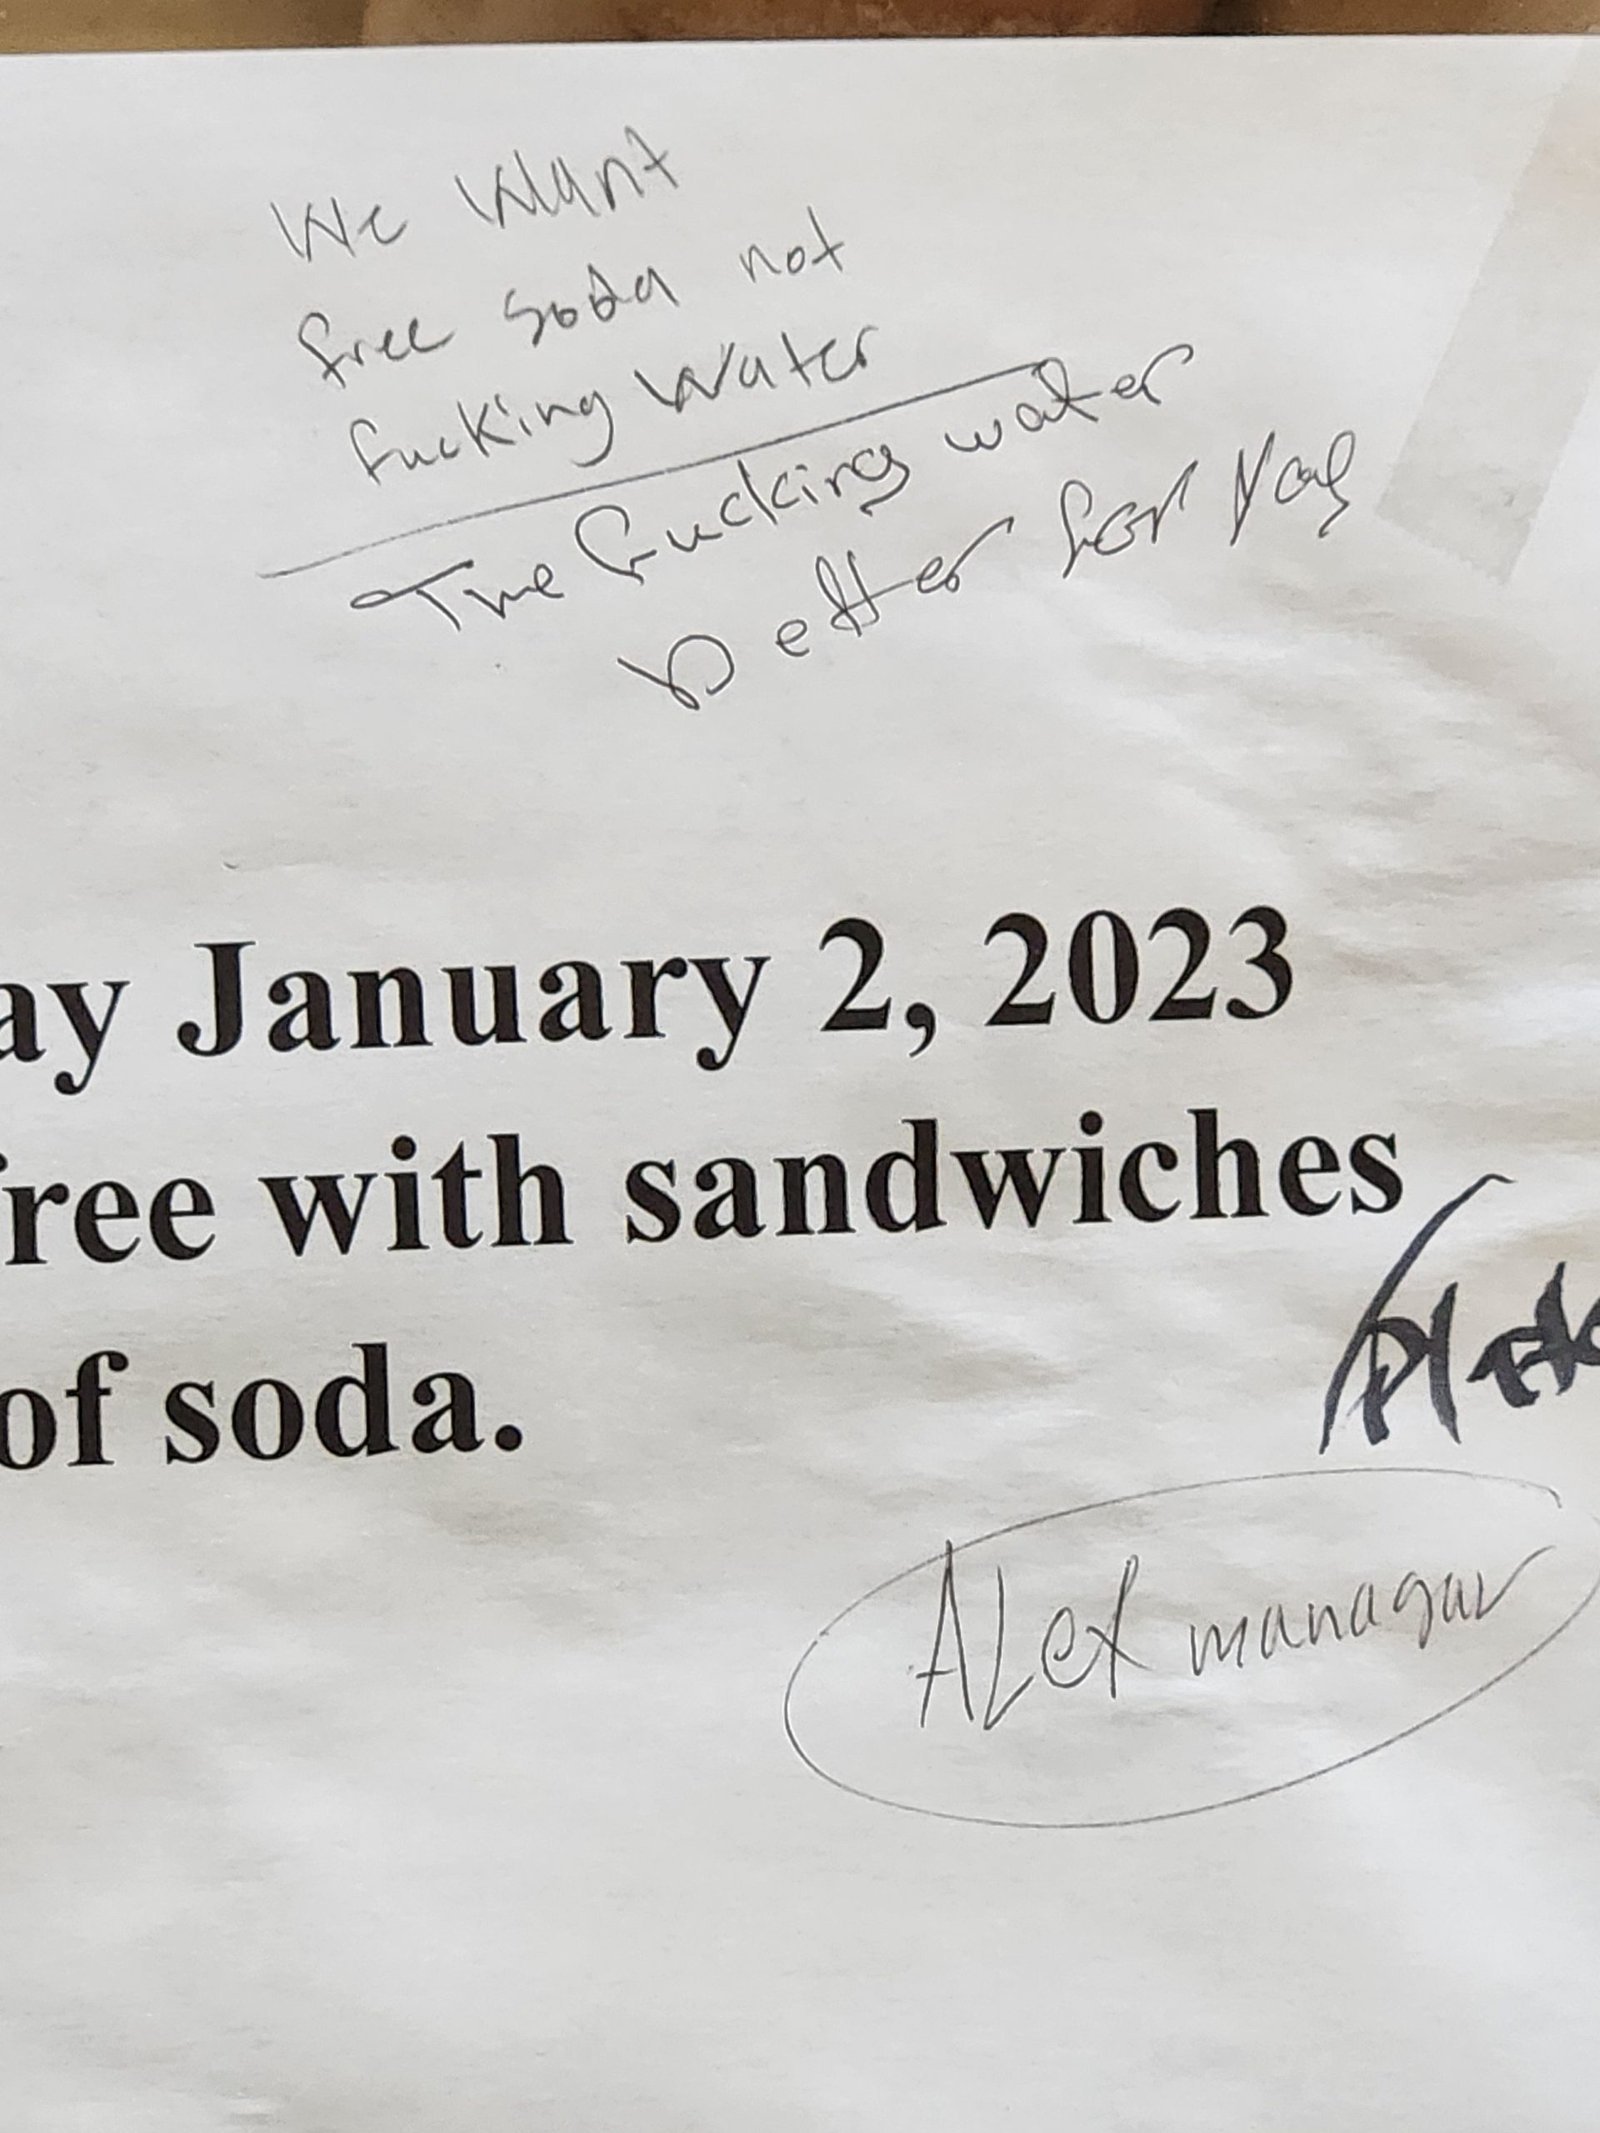 We want
free soda not
fucking water
The fucking water
better for you
ay January 2, 2023
ree with sandwiches
of soda.
ALex managar